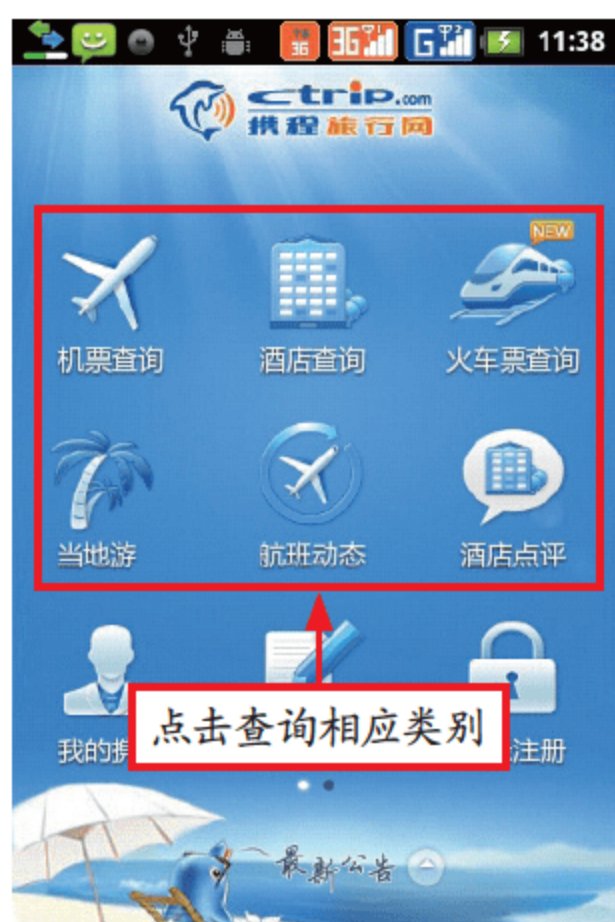 11:38
ctrip.com
携程旅行网
NEW
机票查询 酒店查询 火车票查询
当地游 航班动态 酒店点评
点击查询相应类别
我的携 注册
最新公告